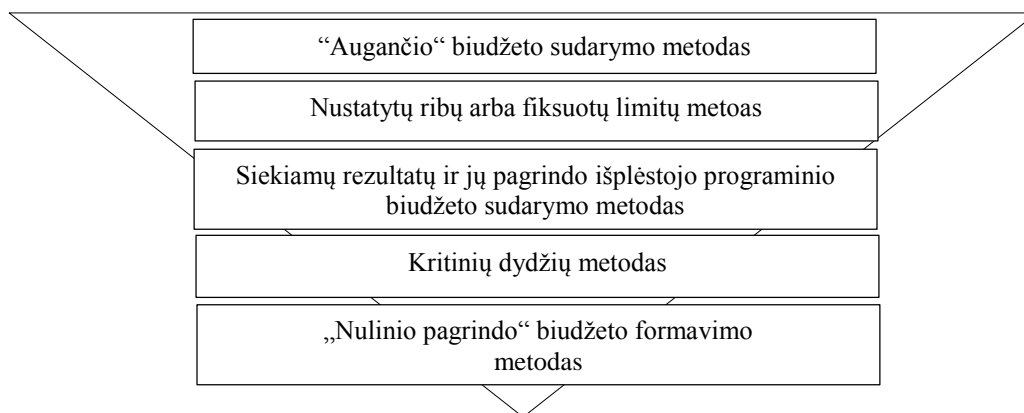 “Augančio“ biudžeto sudarymo metodas
Nustatytų ribų arba fiksuotų limitų metoas
Siekiamų rezultatų ir jų pagrindo išplėstojo programinio
biudžeto sudarymo metodas
Kritinių dydžių metodas
„Nulinio pagrindo“ biudžeto formavimo
metodas